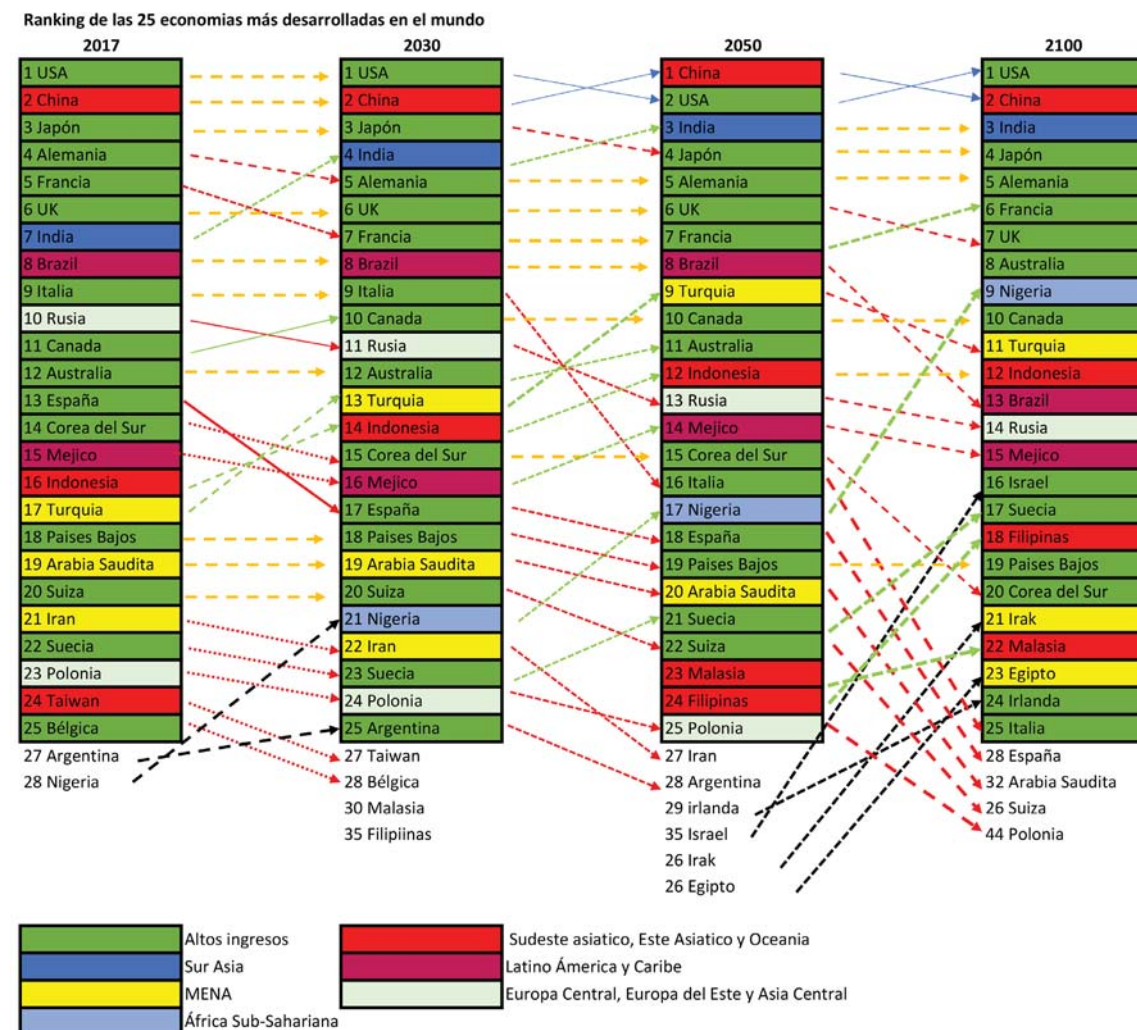 Ranking de las 25 economias más desarrolladas en el mundo
2017
1 USA
2 China
3 Japón
4 Alemania
5 Francia
6 UK
7 India
8 Brazil
9 Italia
10 Rusia
11 Canada
12 Australia
13 España
14 Corea del Sur
15 Mejico
16 Indonesia
17 Turquia
18 Paises Bajos
19 Arabia Saudita
20 Suiza
21 Iran
22 Suecia
23 Polonia
24 Taiwan
25 Bélgica
27 Argentina
28 Nigeria
2030
1 USA
2 China
3 Japón
4 India
5 Alemania
6 UK
7 Francia
8 Brazil
9 Italia
10 Canada
11 Rusia
12 Australia
13 Turquia
14 Indonesia
15 Corea del Sur
16 Mejico
17 España
18 Paises Bajos
19 Arabia Saudita
20 Suiza
21 Nigeria
22 Iran
23 Suecia
24 Polonia
25 Argentina
27 Taiwan
28 Bélgica
30 Malasia
35 Filipiinas
2050
1 China
2 USA
3 India
4 Japón
5 Alemania
6 UK
7 Francia
8 Brazil
9 Turquia
10 Canada
11 Australia
12 Indonesia
13 Rusia
14 Mejico
15 Corea del Sur
16 Italia
17 Nigeria
18 España
19 Paises Bajos
20 Arabia Saudita
21 Suecia
22 Suiza
23 Malasia
24 Filipinas
25 Polonia
27 Iran
28 Argentina
29 irlanda
35 Israel
26 Irak
26 Egipto
2100
1 USA
2 China
3 India
4 Japón
5 Alemania
6 Francia
7 UK
8 Australia
9 Nigeria
10 Canada
11 Turquia
12 Indonesia
13 Brazil
14 Rusia
15 Mejico
16 Israel
17 Suecia
18 Filipinas
19 Paises Bajos
20 Corea del Sur
21 Irak
22 Malasia
23 Egipto
24 Irlanda
25 Italia
28 España
32 Arabia Saudita
26 Suiza
44 Polonia
Altos ingresos
Sur Asia
MENA
África Sub-Sahariana
Sudeste asiatico, Este Asiatico y Oceania
Latino Ámerica y Caribe
Europa Central, Europa del Este y Asia Central